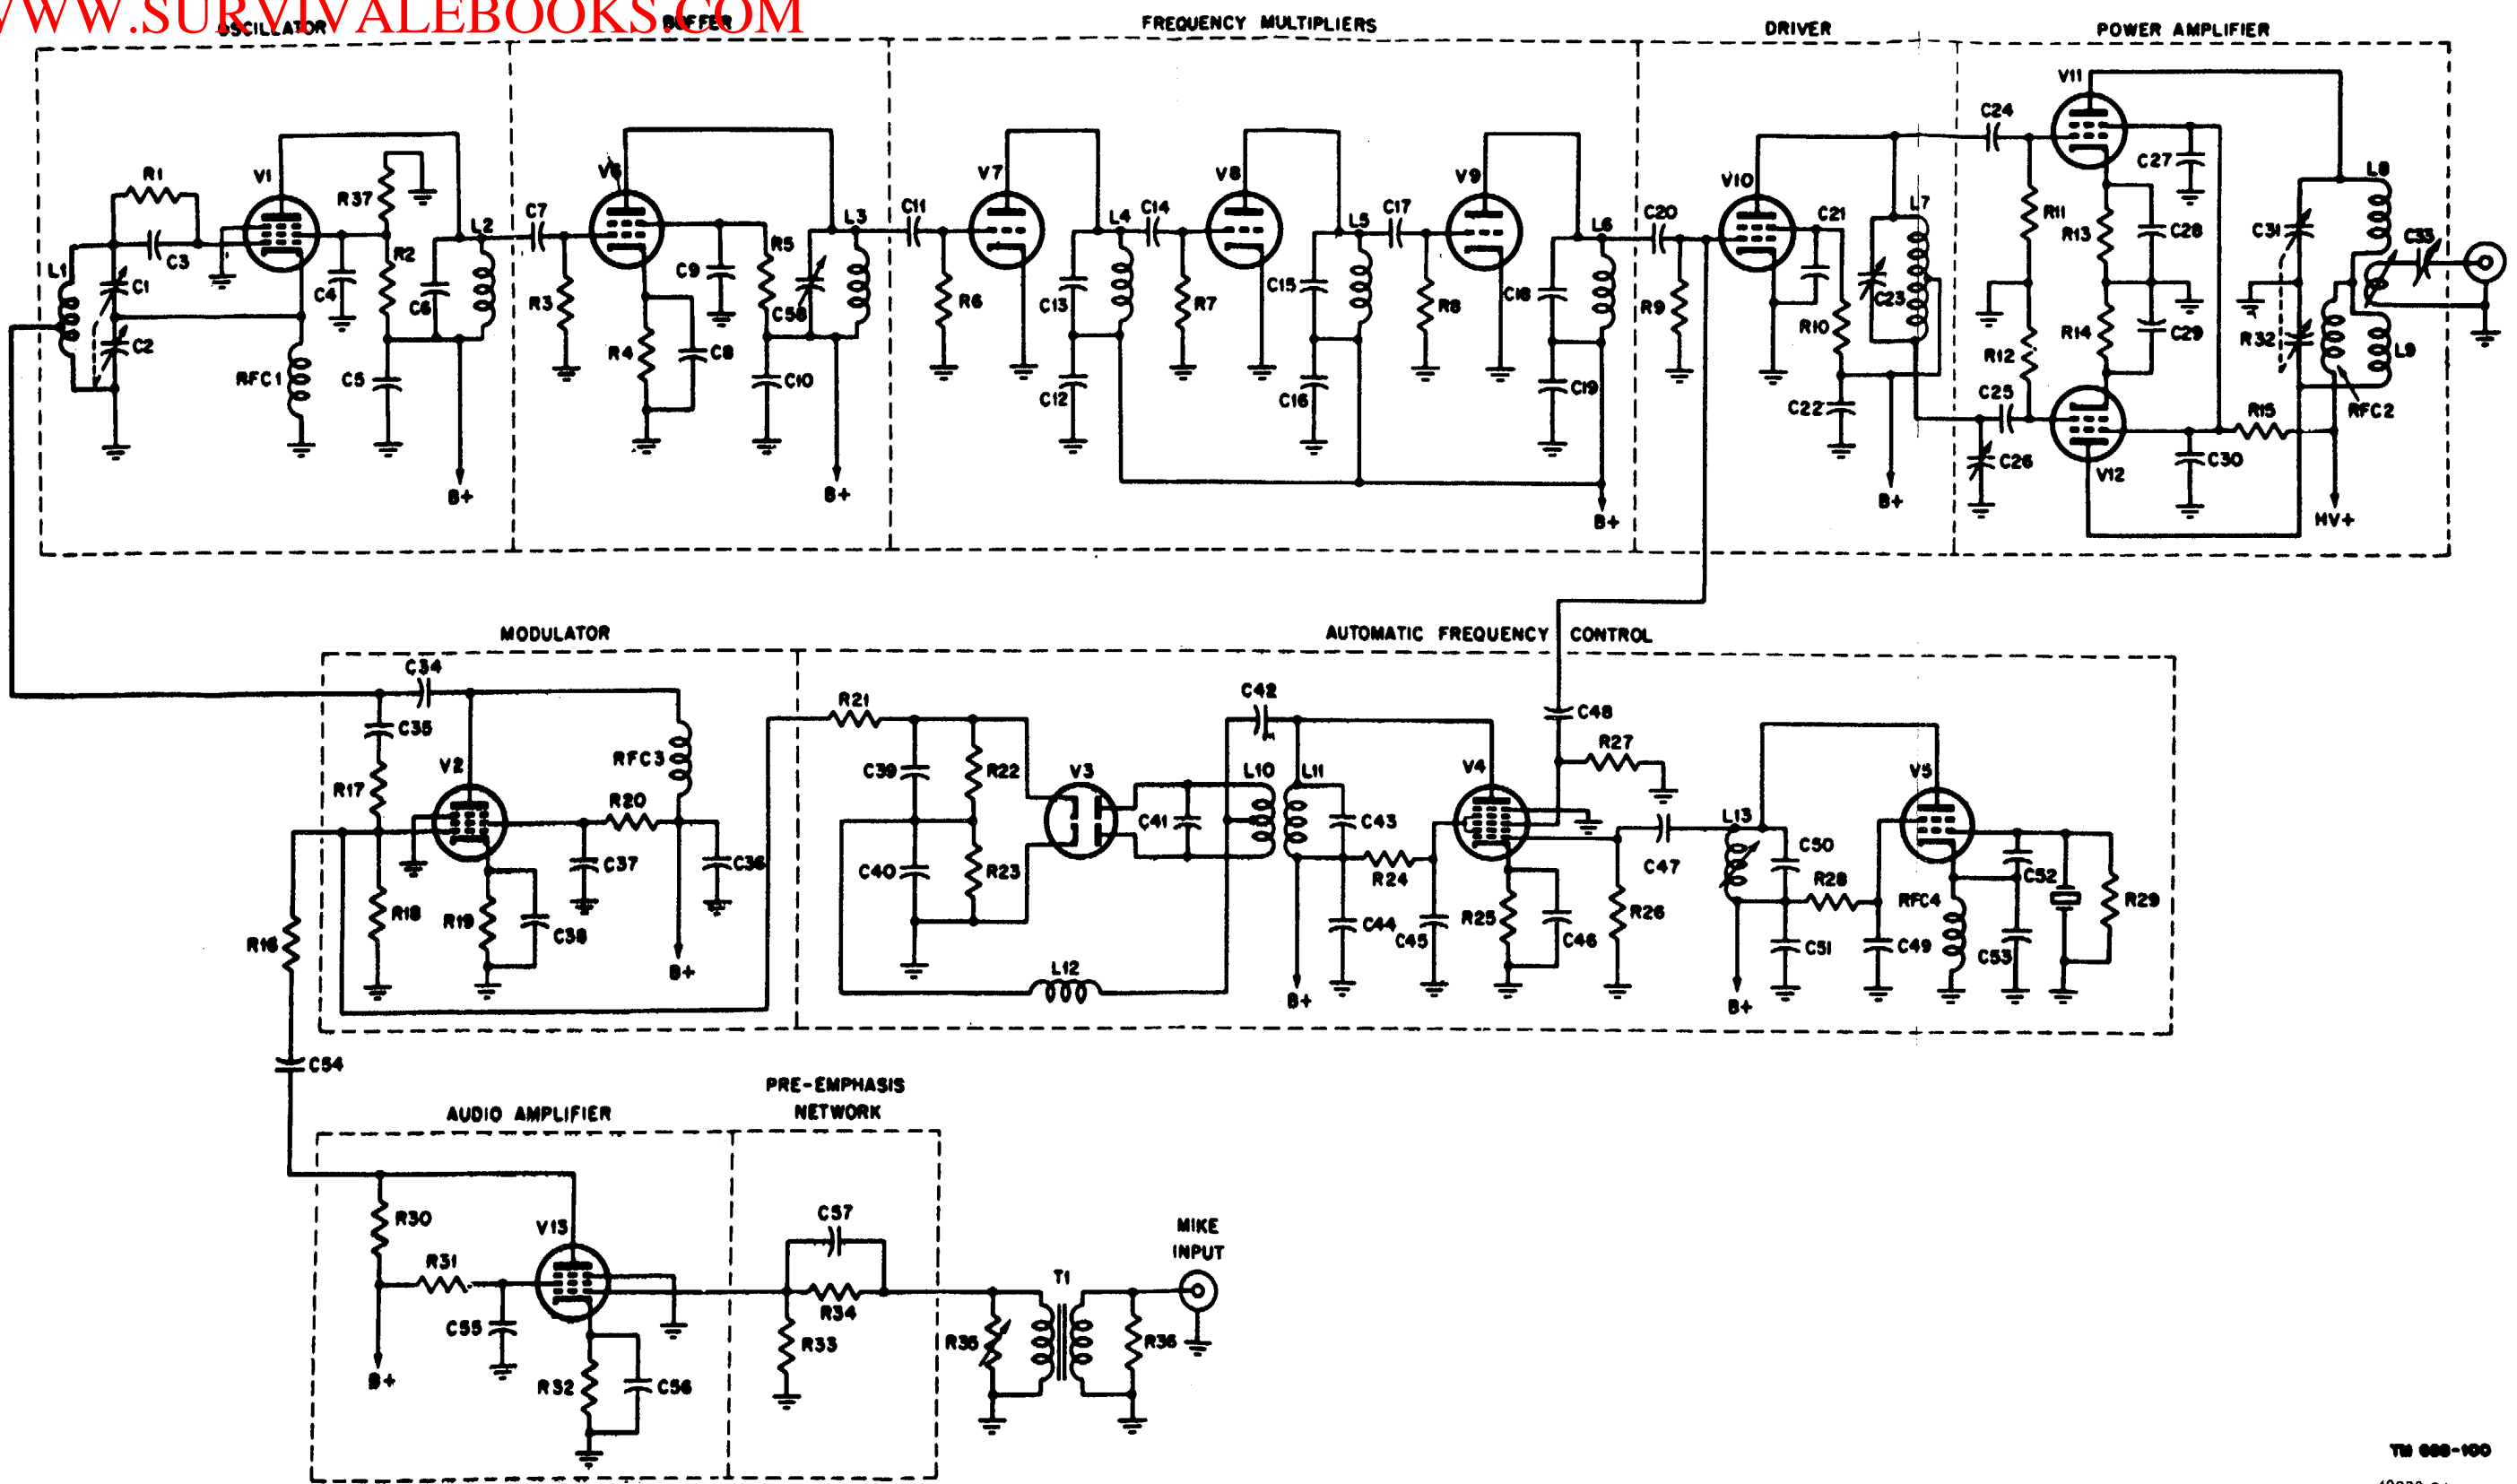 WWW.SURVIVALEBOOKS.COM
OSCILLATOR
BUFFER
FREQUENCY MULTIPLIERS
DRIVER
POWER AMPLIFIER
R1
V1
R37
C3
L1
C1
C2
C4
R2
C6
L2
RFC1
C5
B+
C7
V6
R3
C9
R5
L3
C58
R4
C8
C10
B+
C11
V7
R6
L4
C13
C12
C14
V8
R7
L5
C15
C16
C17
V9
R8
L6
C18
C19
B+
C20
V10
R9
C21
R10
C22
C23
L7
B+
C24
V11
R11
R12
C25
C26
C27
R13
C28
R14
C29
V12
C30
R15
C31
R32
L8
L9
C33
RFC2
HV+
MODULATOR
AUTOMATIC FREQUENCY CONTROL
C34
C35
R17
V2
RFC3
R20
C37
C36
R18
R19
C38
R16
B+
R21
C39
R22
V3
C40
R23
C41
C42
L10
L11
C43
R24
C44
C45
L12
B+
V4
C48
R27
R25
C46
R26
C47
L13
C50
R28
C51
C49
B+
V5
RFC4
C52
C53
R29
C54
AUDIO AMPLIFIER
PRE-EMPHASIS
NETWORK
R30
V13
R31
C55
B+
R32
C56
C57
R34
R33
R35
T1
R36
MIKE
INPUT